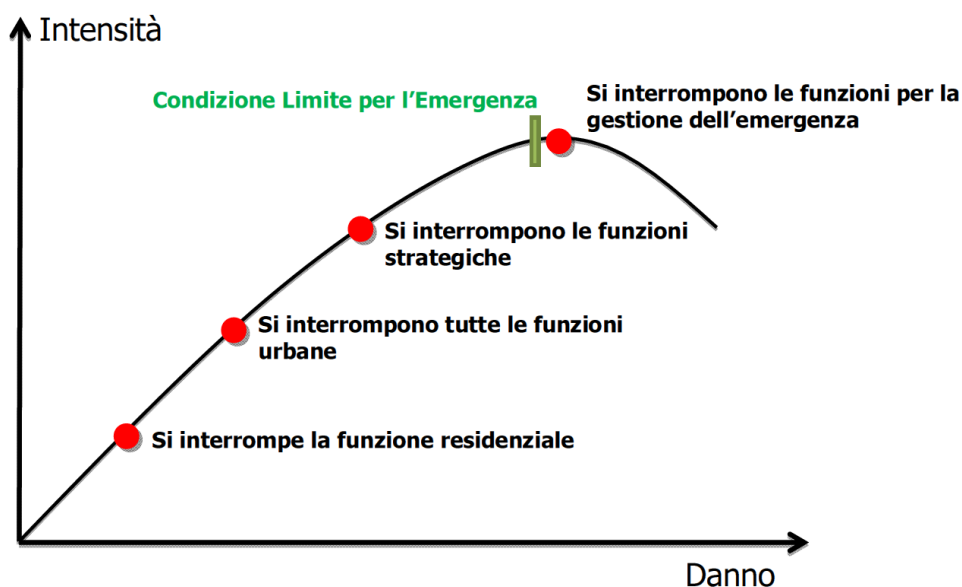 Intensità
Condizione Limite per l'Emergenza
Si interrompono le funzioni per la
gestione dell'emergenza
Si interrompono le funzioni
strategiche
Si interrompono tutte le funzioni
urbane
Si interrompe la funzione residenziale
Danno